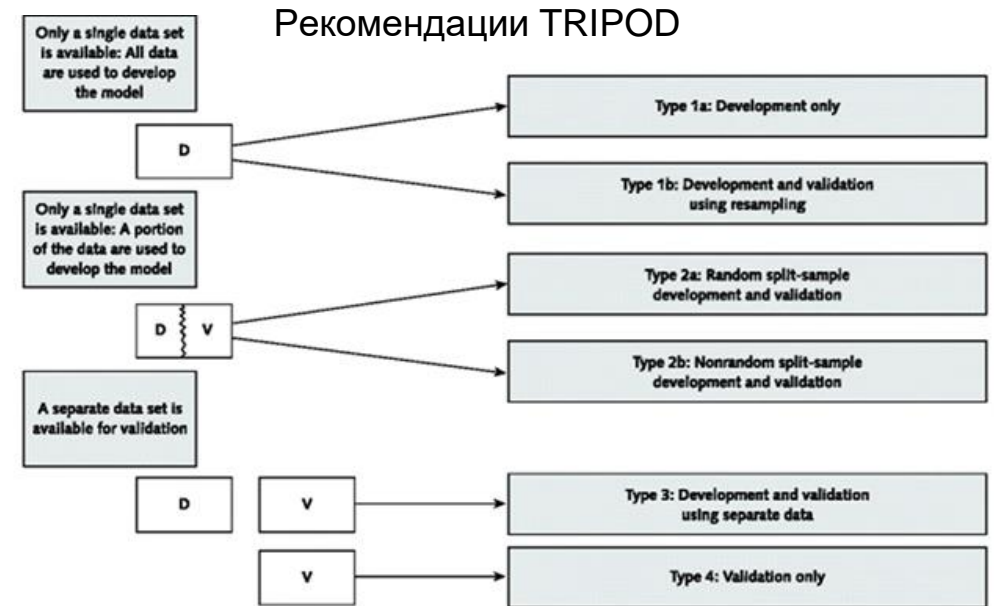 Рекомендации TRIPOD
Only a single data set
is available: All data
are used to develop
the model
D
Type 1a: Development only
Type 1b: Development and validation
using resampling
Only a single data set
is available: A portion
of the data are used to
develop the model
D V
Type 2a: Random split-sample
development and validation
Type 2b: Nonrandom split-sample
development and validation
A separate data set is
available for validation
D V
Type 3: Development and validation
using separate data
V
Type 4: Validation only